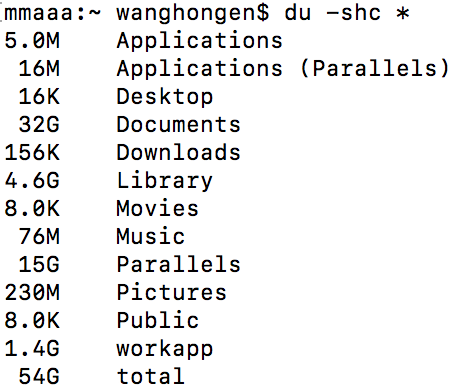 mmaaa:~ wanghongen$ du -shc *
5.0M    Applications
 16M    Applications (Parallels)
 16K    Desktop
 32G    Documents
156K    Downloads
4.6G    Library
8.0K    Movies
 76M    Music
 15G    Parallels
230M    Pictures
8.0K    Public
1.4G    workapp
 54G    total